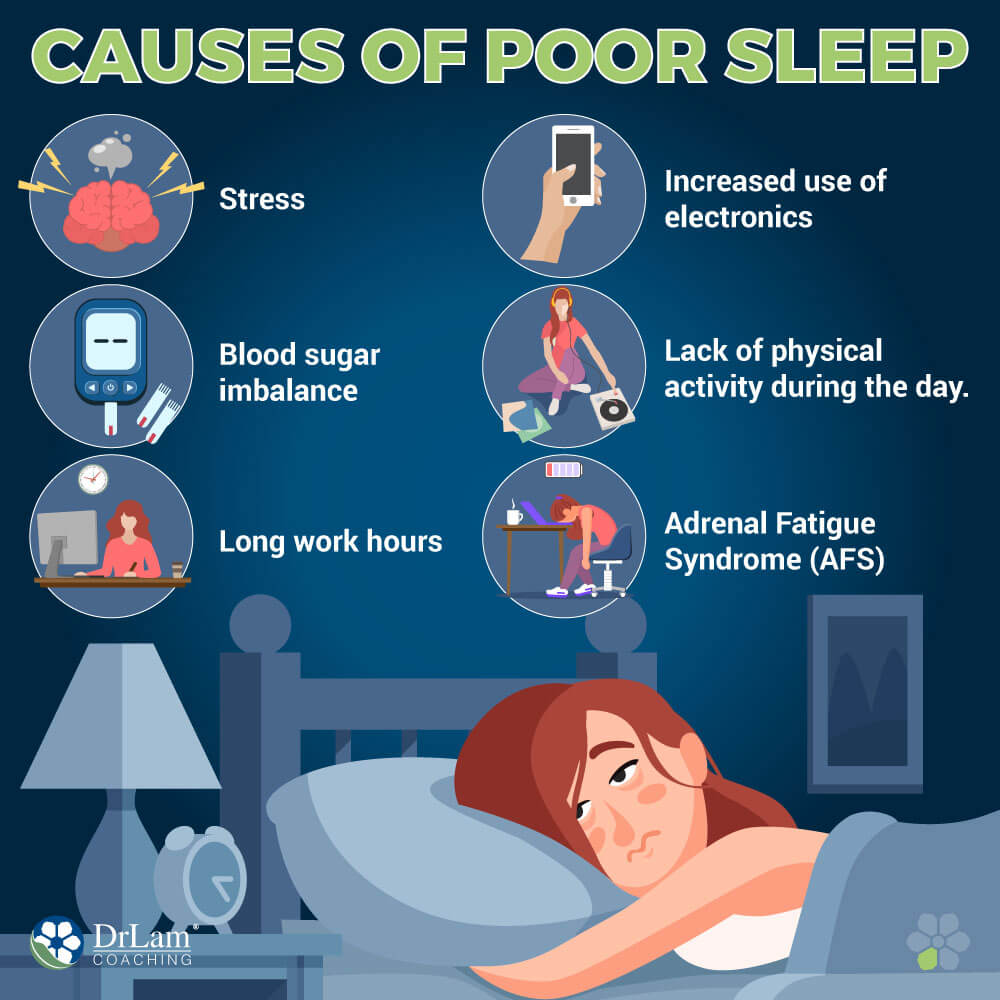 CAUSES OF POOR SLEEP
Stress
Increased use of
electronics
Blood sugar
imbalance
Lack of physical
activity during the day.
Long work hours
Adrenal Fatigue
Syndrome (AFS)
DrLam®
COACHING